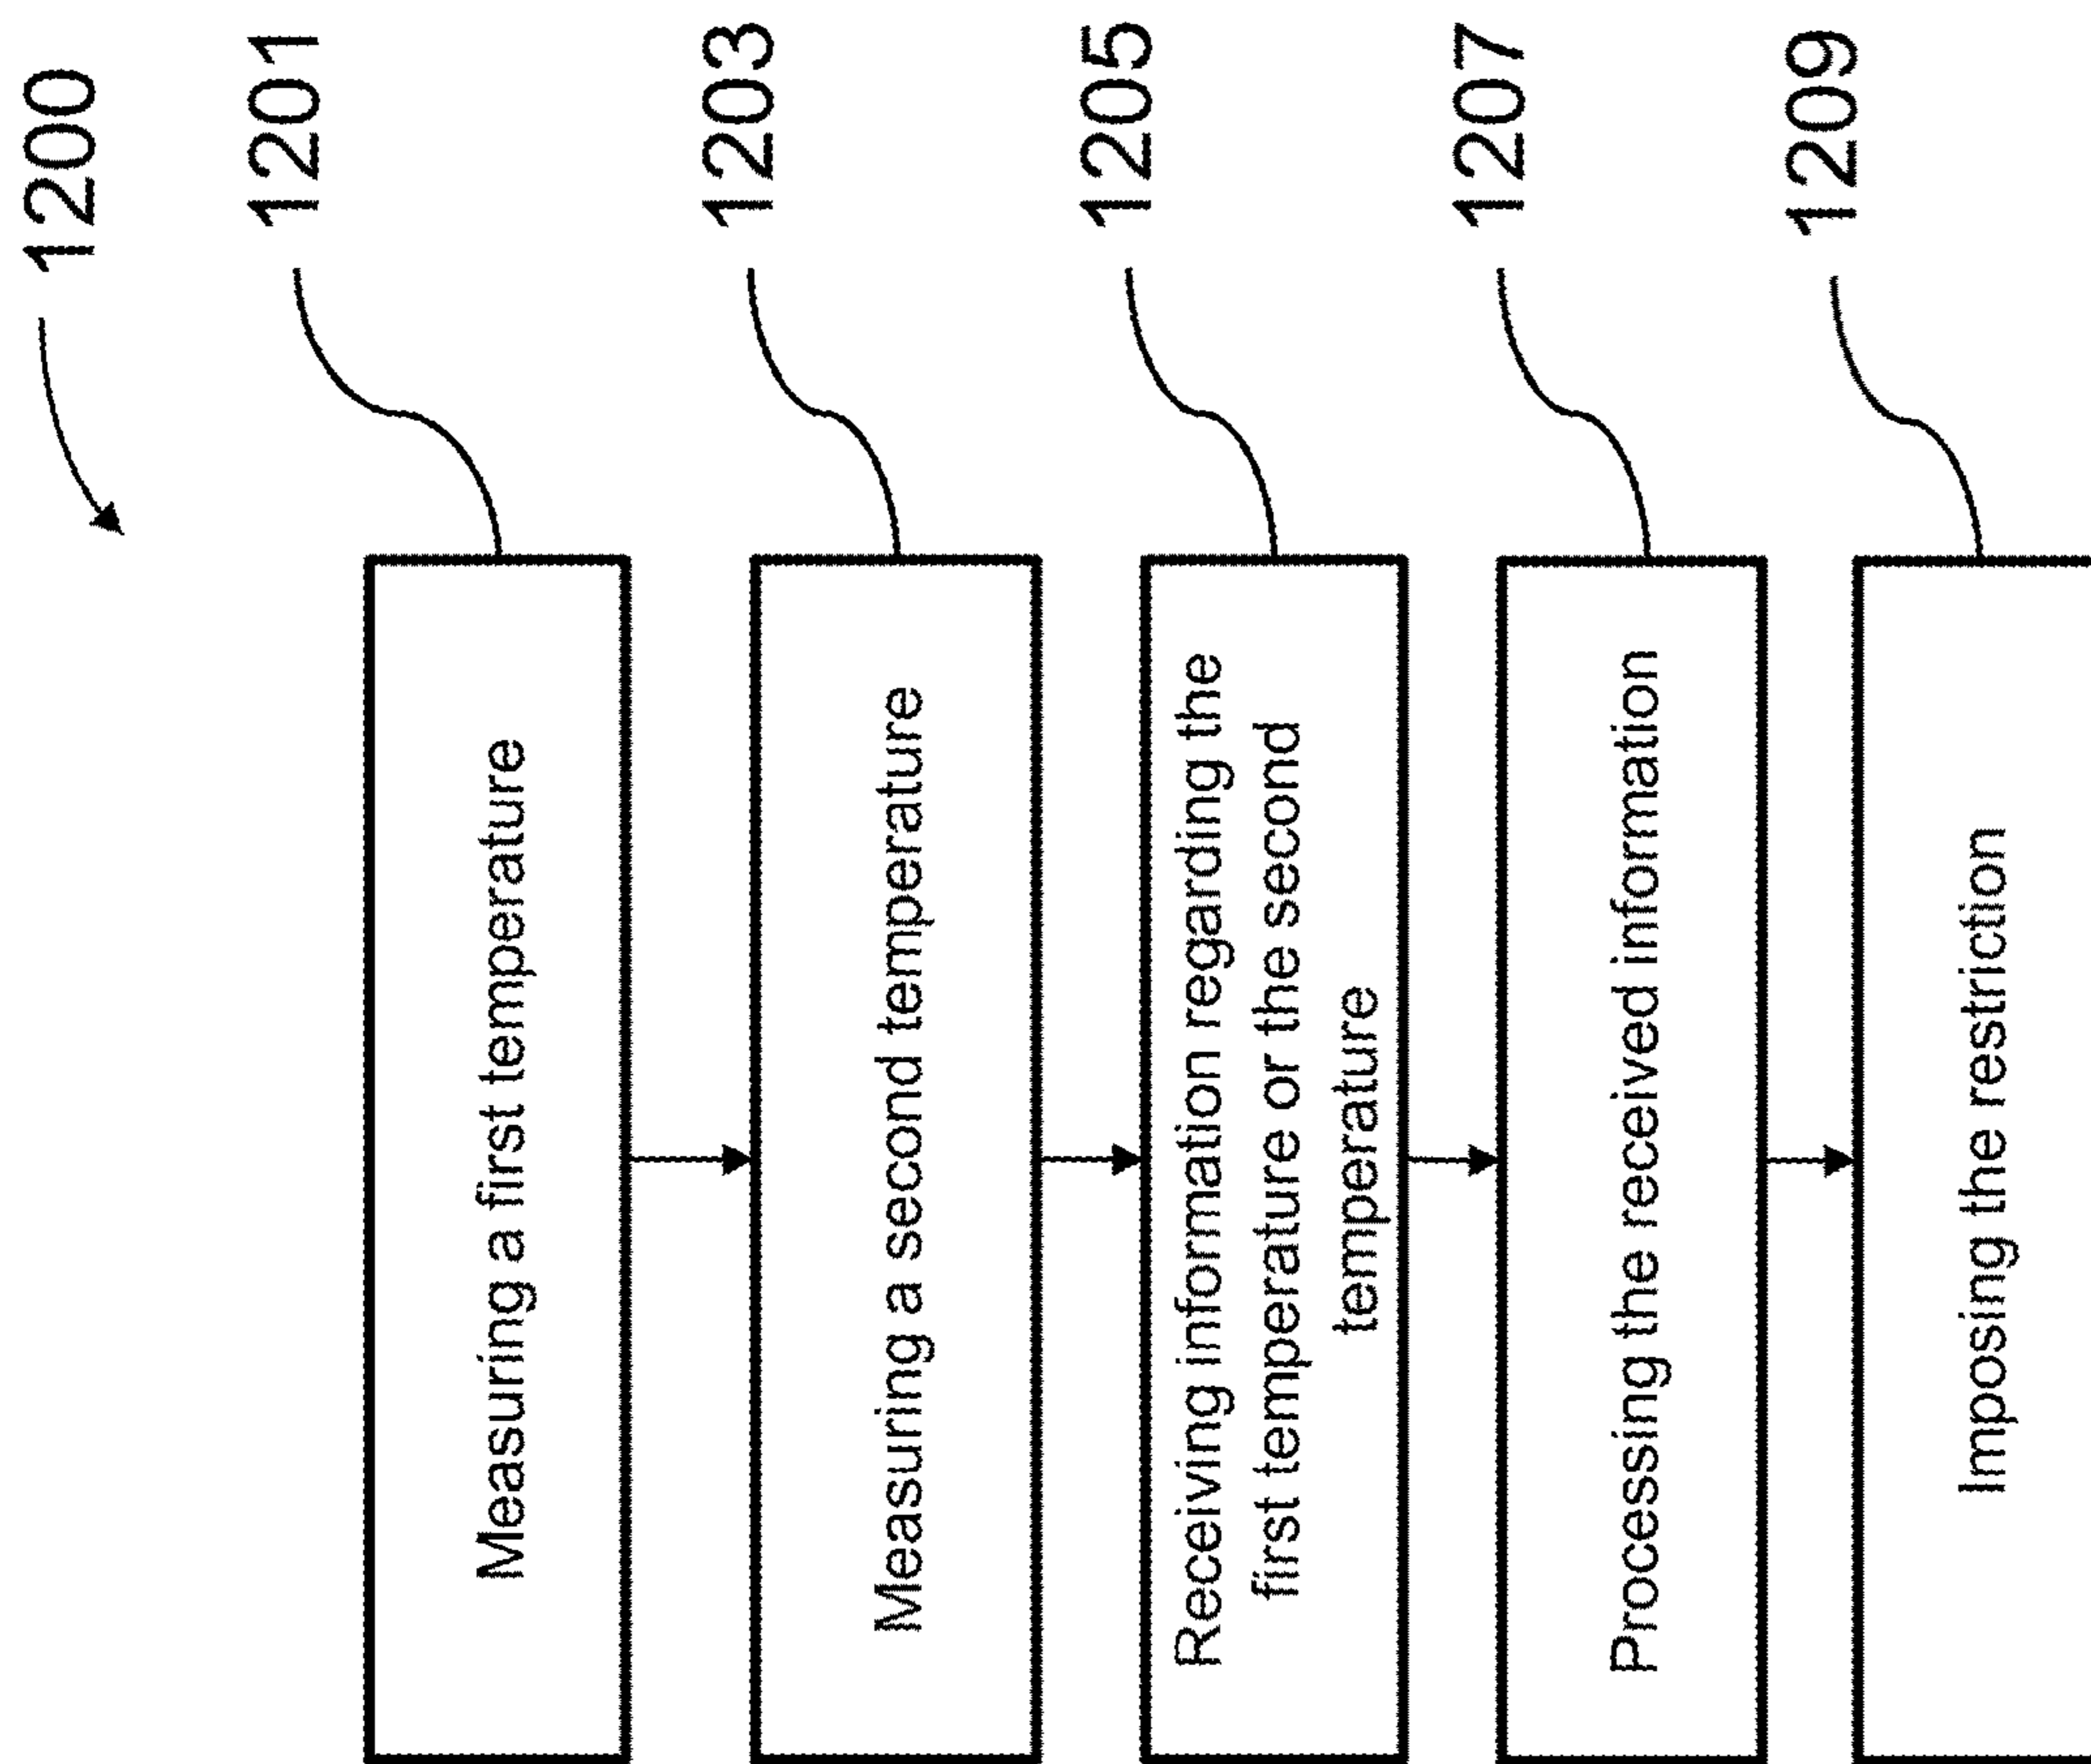 1200
1201
Measuring a first temperature
1203
Measuring a second temperature
1205
Receiving information regarding the
first temperature or the second
temperature
1207
Processing the received information
1209
Imposing the restriction